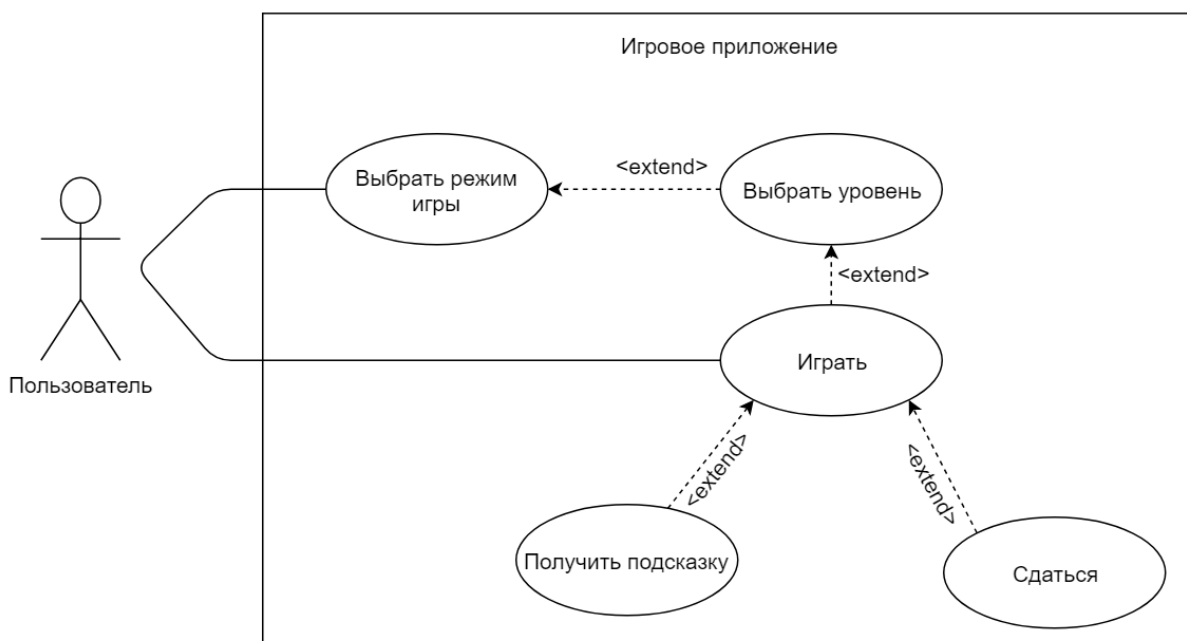 Игровое приложение
Выбрать режим
игры
<extend>
Выбрать уровень
<extend>
Играть
Пользователь
<extend>
<extend>
Получить подсказку
Сдаться